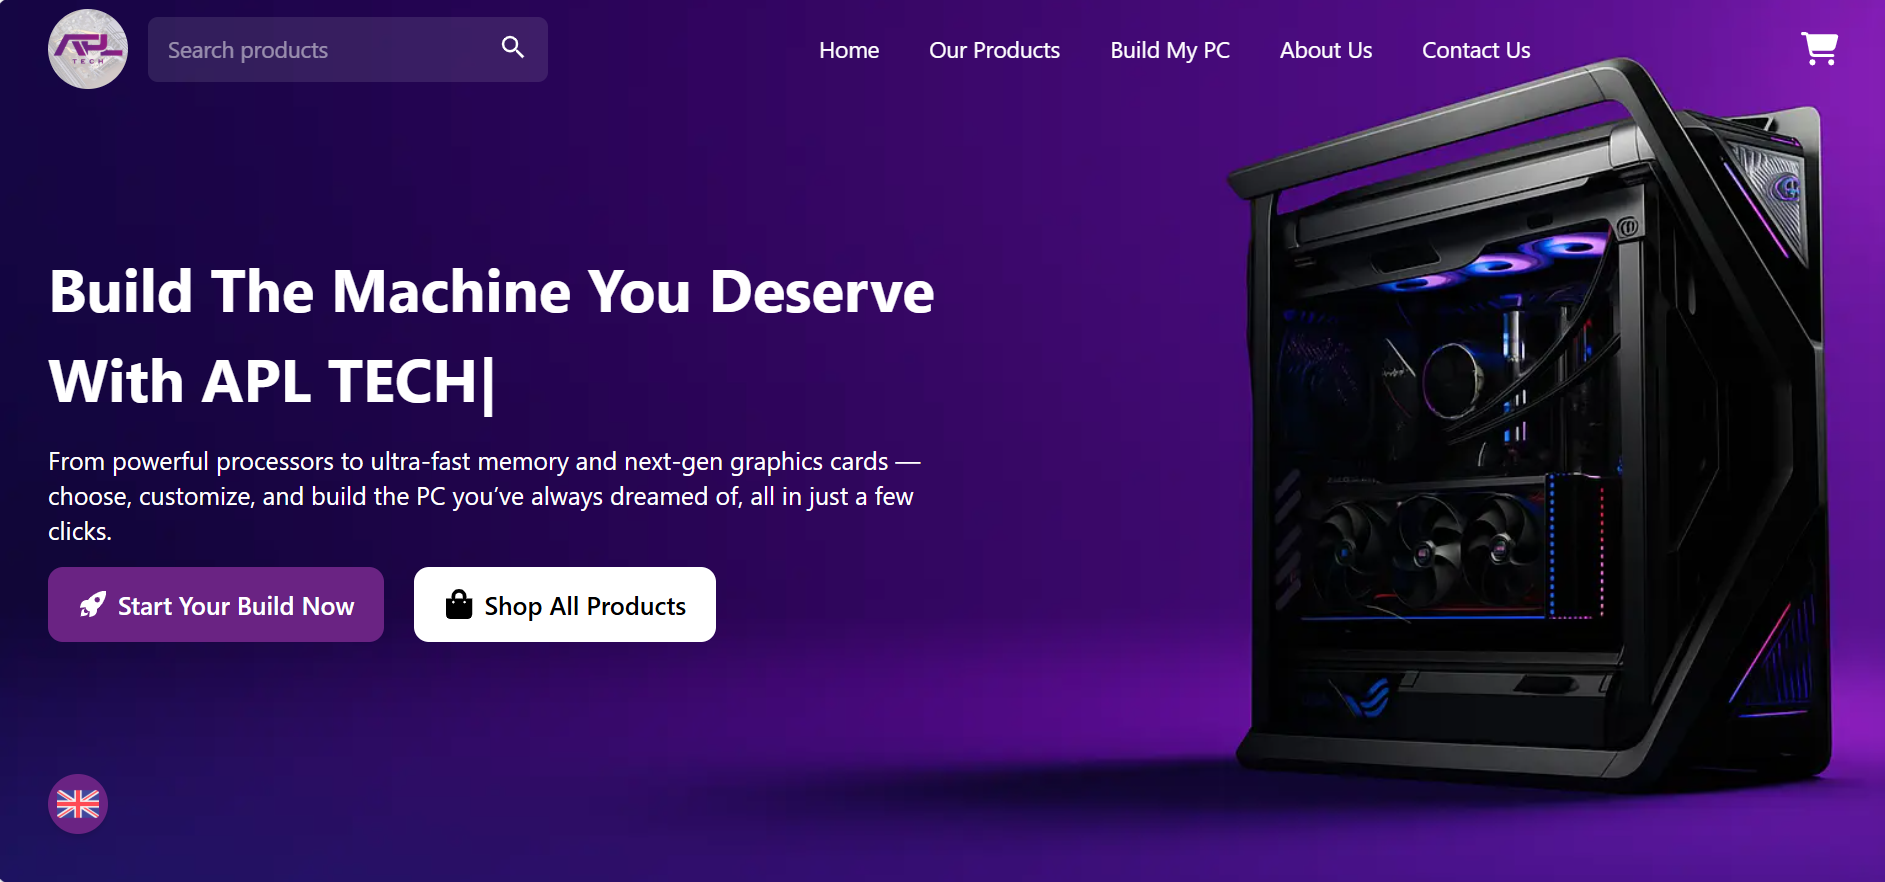 APL
TECH
Search products
Home
Our Products
Build My PC
About Us
Contact Us
Build The Machine You Deserve
With APL TECH|
From powerful processors to ultra-fast memory and next-gen graphics cards —
choose, customize, and build the PC you’ve always dreamed of, all in just a few
clicks.
Start Your Build Now
Shop All Products